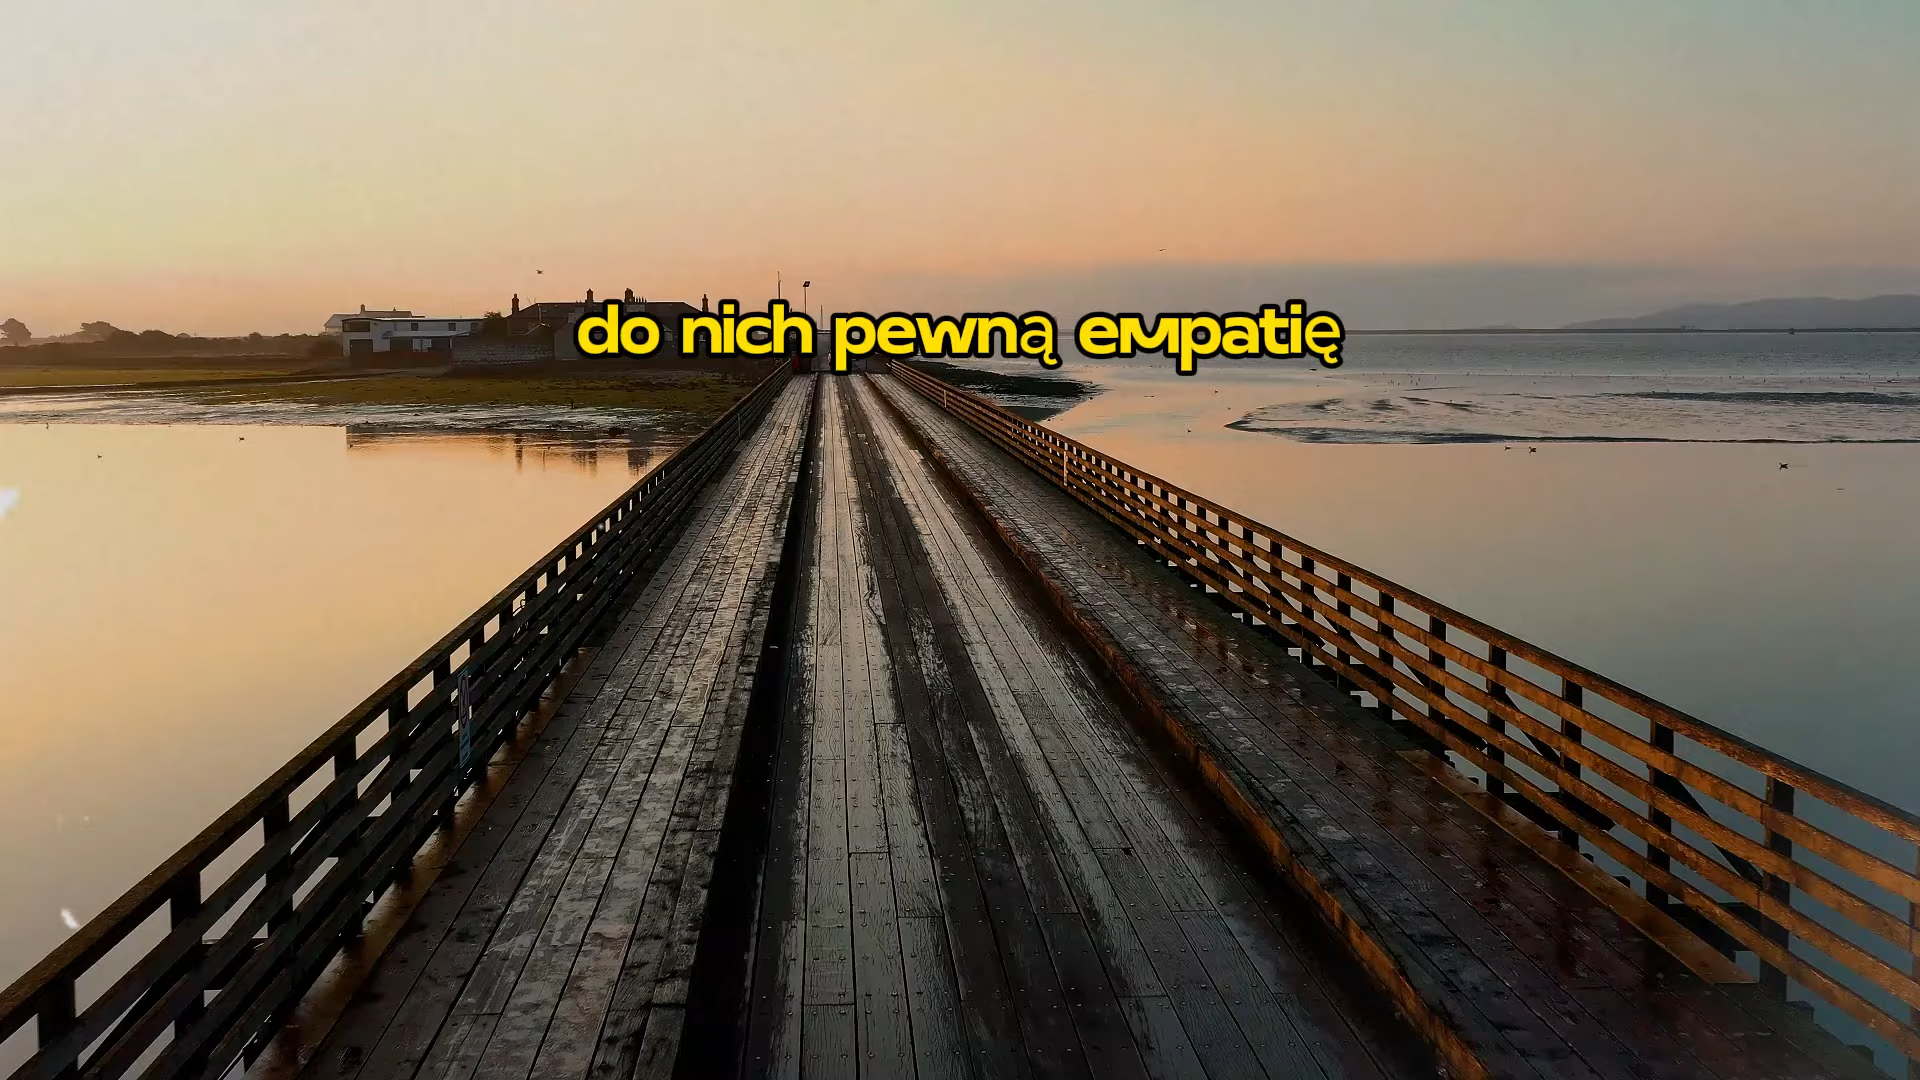 do nich pewną empatię